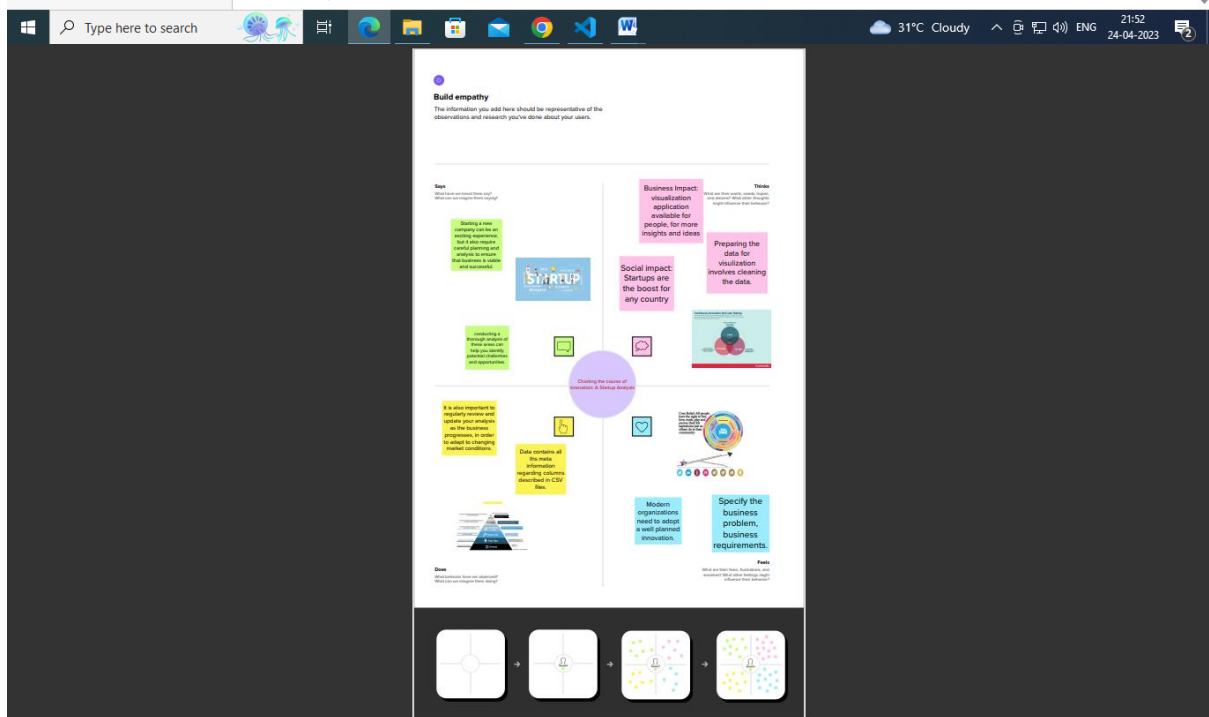 Type here to search
31°C Cloudy
ENG
21:52
24-04-2023
2
Build empathy
The information you add here should be representative of the
observations and research you've done about your users.
Says
What have we heard them say?
What can we imagine them saying?
Starting a new
company can be an
exciting experience,
but it also require
careful planning and
analysis to ensure
that business is viable
and successful.
STARTUP
conducting a
thorough analysis of
these areas can
help you identify
potential challenhes
and opportunities.
Thinks
What are their wants, needs, hopes,
and dreams? What other thoughts
might influence their behavior?
Business Impact:
visualization
application
available for
people, for more
insights and ideas
Preparing the
data for
visulization
involves cleaning
the data.
Social impact:
Startups are
the boost for
any country
Charting the course of
innovation: A Startup Analysis
It is also important to
regularly review and
update your analysis
as the business
progresses, in order
to adapt to changing
market conditions.
Data contains all
ths meta
information
regarding columns
described in CSV
files.
Does
What behavior have we observed?
What can we imagine them doing?
Modern
organizations
need to adopt
a well planned
innovation.
Specify the
business
problem,
business
requirements.
Feels
What are their fears, frustrations, and
anxieties? What other feelings might
influence their behavior?